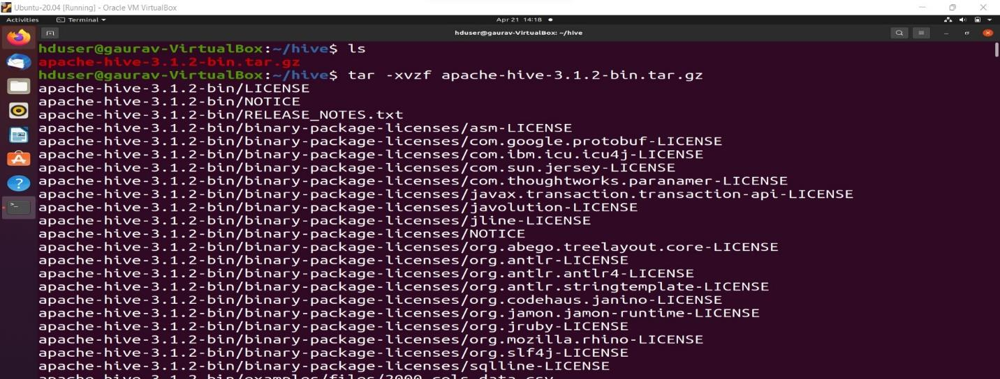 Ubuntu-20.04 [Running] - Oracle VM VirtualBox
Activities Terminal Apr 21 14:18
hduser@gaurav-VirtualBox: ~/hive
hduser@gaurav-VirtualBox:~/hive$ ls
apache-hive-3.1.2-bin.tar.gz
hduser@gaurav-VirtualBox:~/hive$ tar -xvzf apache-hive-3.1.2-bin.tar.gz
apache-hive-3.1.2-bin/LICENSE
apache-hive-3.1.2-bin/NOTICE
apache-hive-3.1.2-bin/RELEASE_NOTES.txt
apache-hive-3.1.2-bin/binary-package-licenses/asm-LICENSE
apache-hive-3.1.2-bin/binary-package-licenses/com.google.protobuf-LICENSE
apache-hive-3.1.2-bin/binary-package-licenses/com.ibm.icu.icu4j-LICENSE
apache-hive-3.1.2-bin/binary-package-licenses/com.sun.jersey-LICENSE
apache-hive-3.1.2-bin/binary-package-licenses/com.thoughtworks.paranamer-LICENSE
apache-hive-3.1.2-bin/binary-package-licenses/javax.transaction.transaction-api-LICENSE
apache-hive-3.1.2-bin/binary-package-licenses/javolution-LICENSE
apache-hive-3.1.2-bin/binary-package-licenses/jline-LICENSE
apache-hive-3.1.2-bin/binary-package-licenses/NOTICE
apache-hive-3.1.2-bin/binary-package-licenses/org.abego.treelayout.core-LICENSE
apache-hive-3.1.2-bin/binary-package-licenses/org.antlr-LICENSE
apache-hive-3.1.2-bin/binary-package-licenses/org.antlr.antlr4-LICENSE
apache-hive-3.1.2-bin/binary-package-licenses/org.antlr.stringtemplate-LICENSE
apache-hive-3.1.2-bin/binary-package-licenses/org.codehaus.janino-LICENSE
apache-hive-3.1.2-bin/binary-package-licenses/org.jamon.jamon-runtime-LICENSE
apache-hive-3.1.2-bin/binary-package-licenses/org.jruby-LICENSE
apache-hive-3.1.2-bin/binary-package-licenses/org.mozilla.rhino-LICENSE
apache-hive-3.1.2-bin/binary-package-licenses/org.slf4j-LICENSE
apache-hive-3.1.2-bin/binary-package-licenses/sqlline-LICENSE
apache-hive-3.1.2-bin/examples/files/2000_cols_data.csv